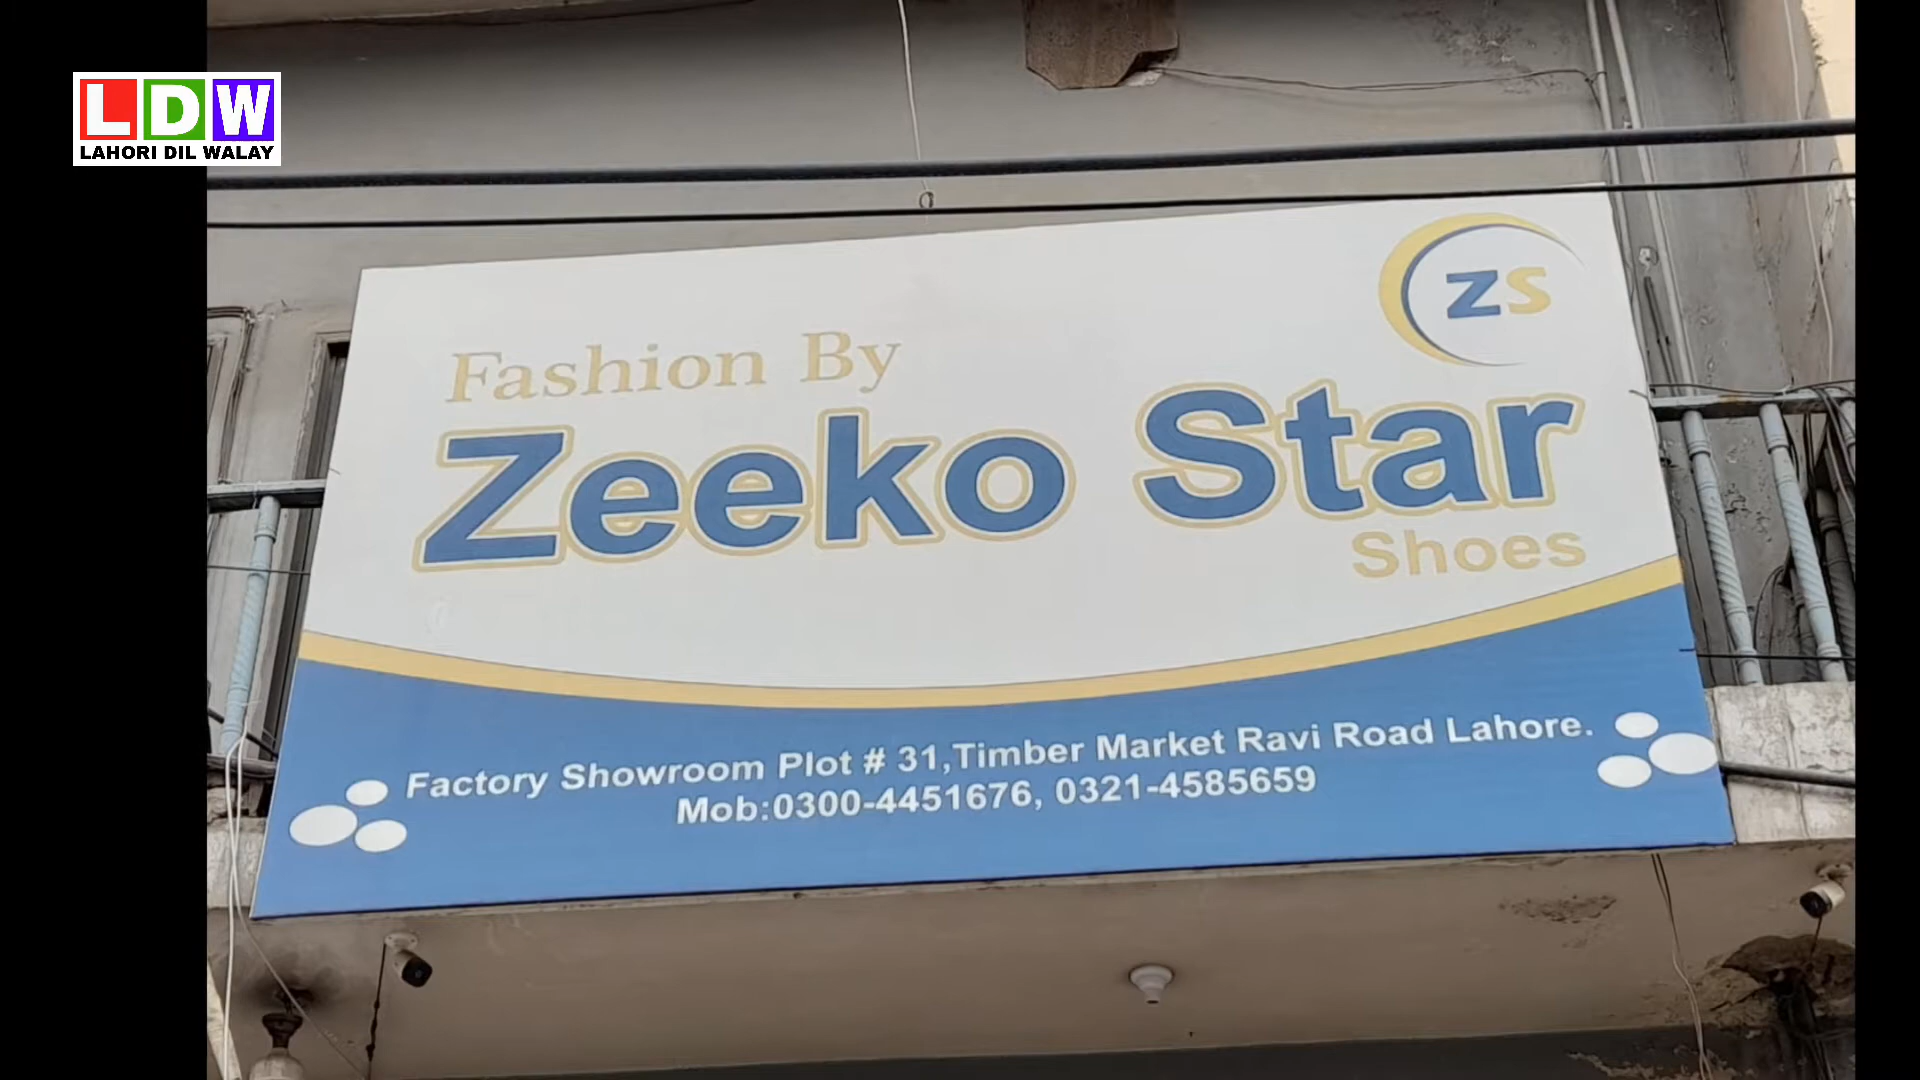 LDW
LAHORI DIL WALAY
ZS
Fashion By
Zeeko Star
Shoes
Factory Showroom Plot # 31,Timber Market Ravi Road Lahore.
Mob:0300-4451676, 0321-4585659